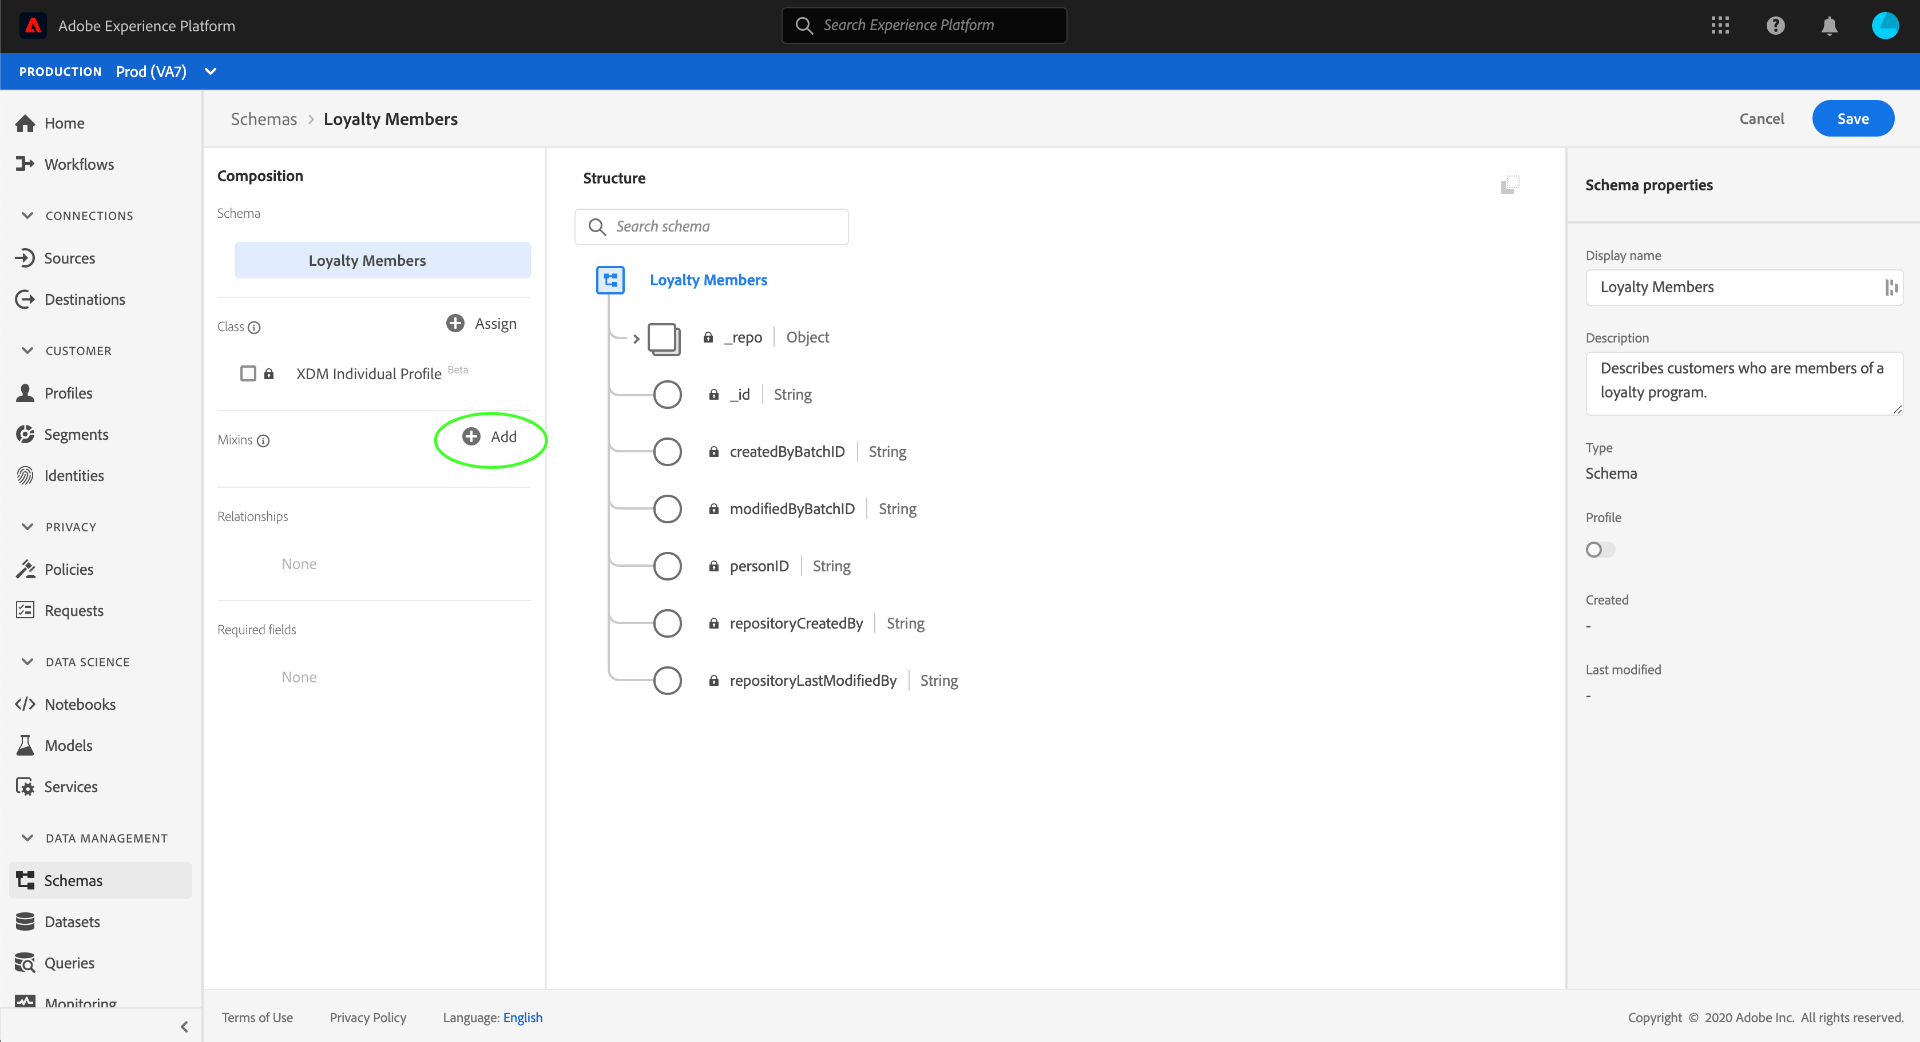 Adobe Experience Platform
Search Experience Platform
PRODUCTION Prod (VA7)
Home
Workflows
CONNECTIONS
Sources
Destinations
CUSTOMER
Profiles
Segments
Identities
PRIVACY
Policies
Requests
DATA SCIENCE
Notebooks
Models
Services
DATA MANAGEMENT
Schemas
Datasets
Queries
Monitoring
Schemas > Loyalty Members
Cancel
Save
Composition
Schema
Loyalty Members
Class
Assign
XDM Individual Profile Beta
Mixins
Add
Relationships
None
Required fields
None
Structure
Search schema
Loyalty Members
_repo | Object
_id | String
createdByBatchID | String
modifiedByBatchID | String
personID | String
repositoryCreatedBy | String
repositoryLastModifiedBy | String
Schema properties
Display name
Loyalty Members
Description
Describes customers who are members of a
loyalty program.
Type
Schema
Profile
Created
-
Last modified
-
Terms of Use
Privacy Policy
Language: English
Copyright © 2020 Adobe Inc. All rights reserved.